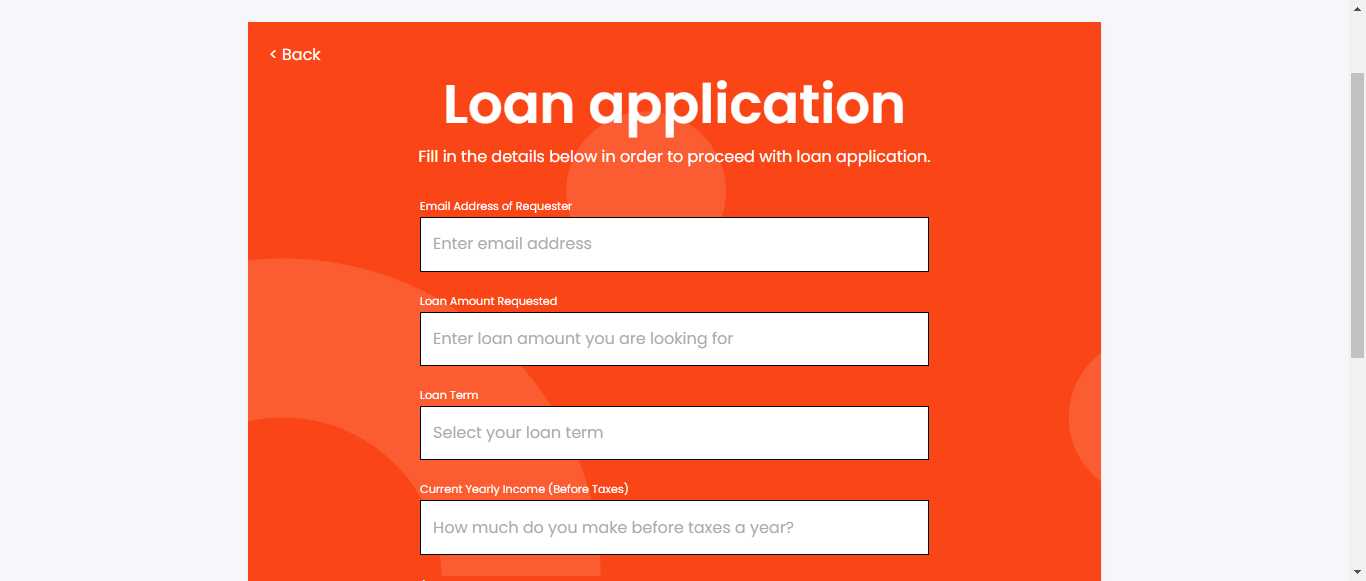 < Back
Loan application
Fill in the details below in order to proceed with loan application.
Email Address of Requester
Enter email address
Loan Amount Requested
Enter loan amount you are looking for
Loan Term
Select your loan term
Current Yearly Income (Before Taxes)
How much do you make before taxes a year?